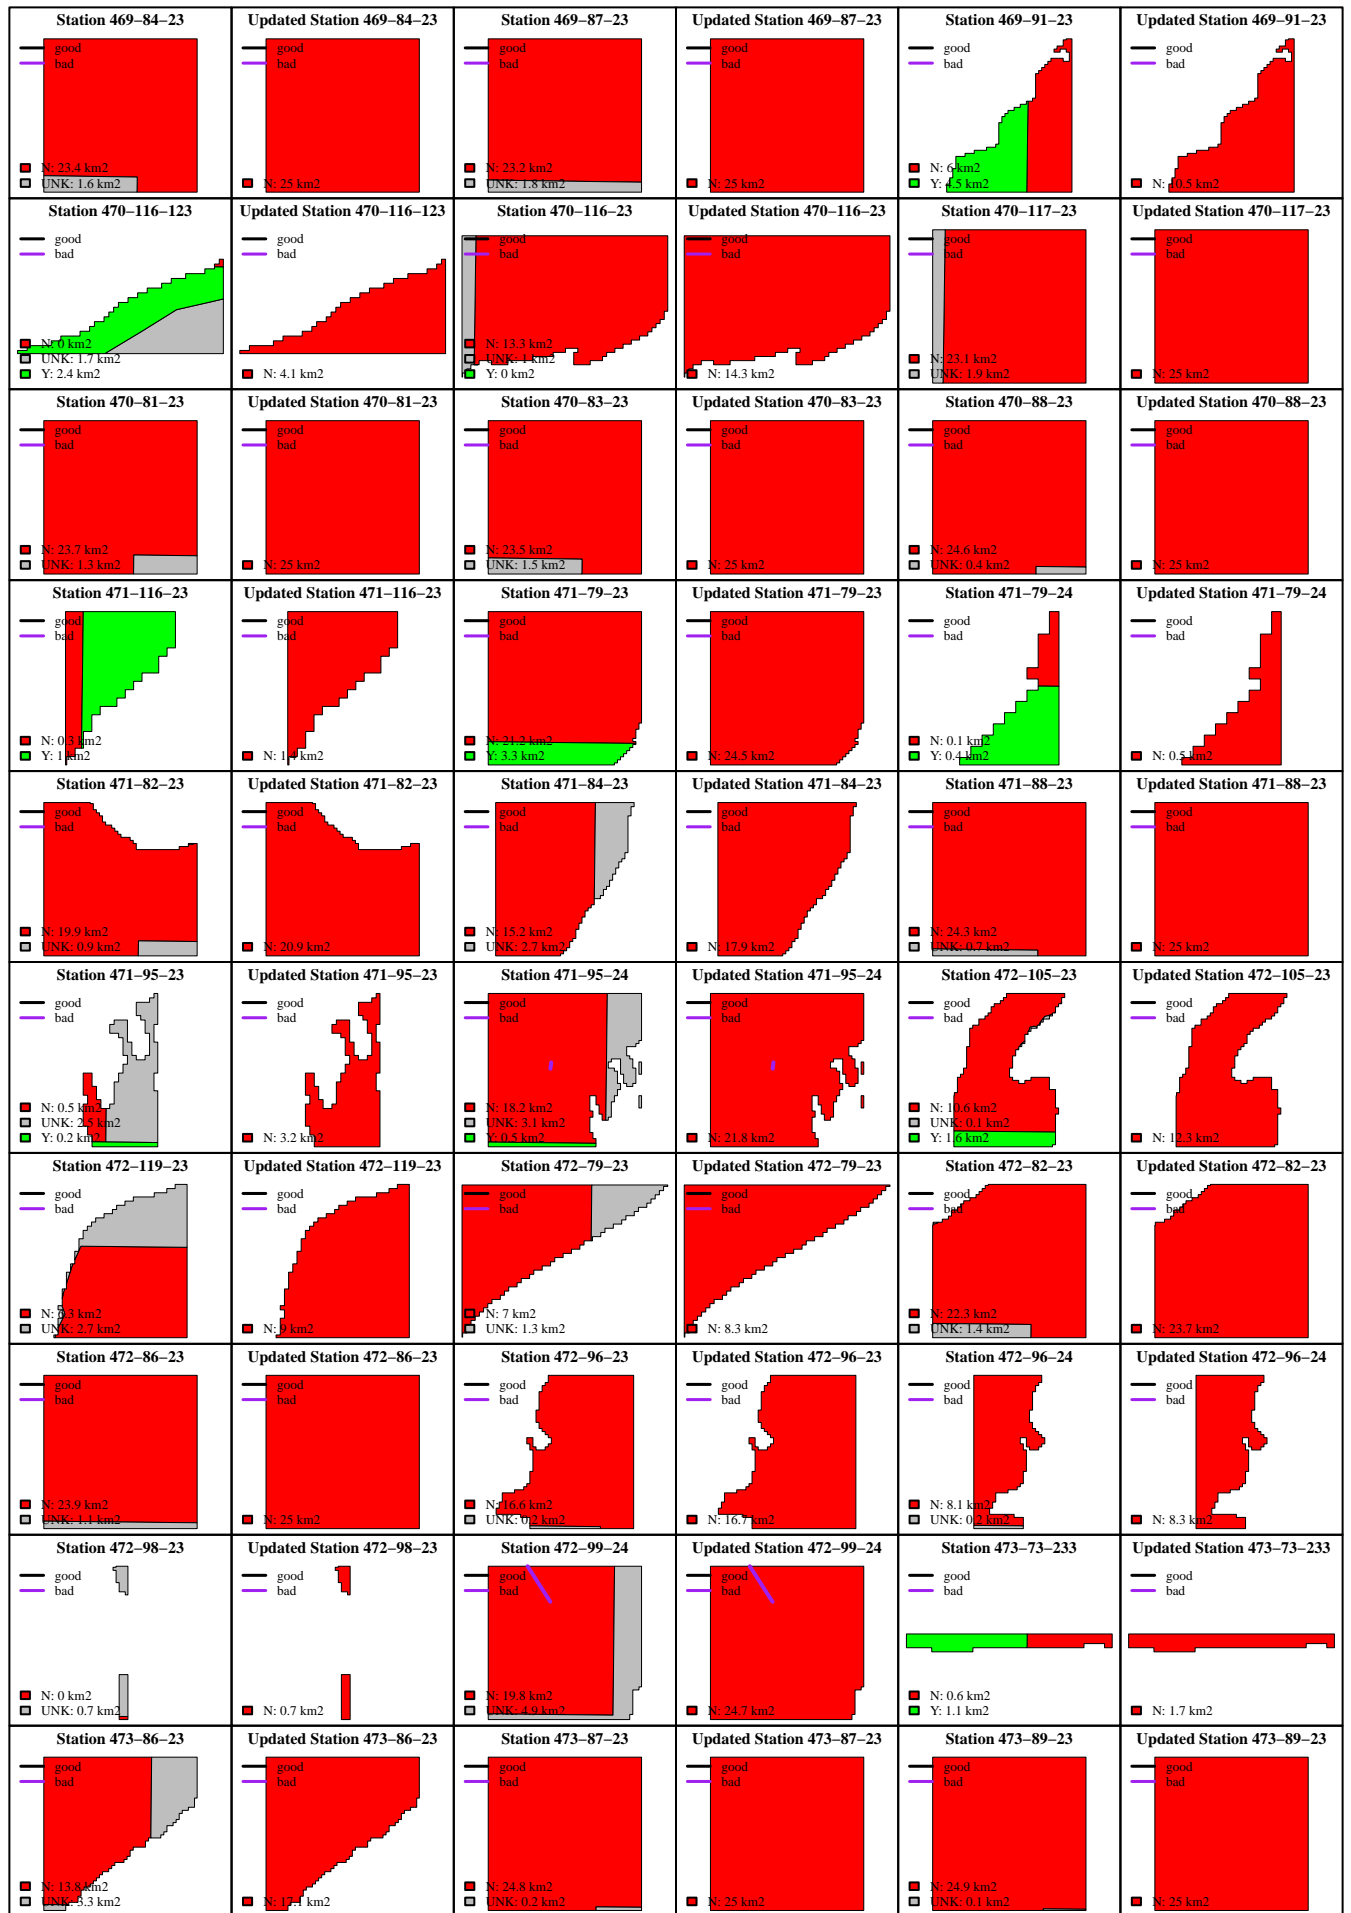 Station 469−84−23
good
bad
N: 23.4 km2
UNK: 1.6 km2
Updated Station 469−84−23
good
bad
N: 25 km2
Station 469−87−23
good
bad
N: 23.2 km2
UNK: 1.8 km2
Updated Station 469−87−23
good
bad
N: 25 km2
Station 469−91−23
good
bad
N: 6 km2
Y: 4.5 km2
Updated Station 469−91−23
good
bad
N: 10.5 km2
Station 470−116−123
good
bad
N: 0 km2
UNK: 1.7 km2
Y: 2.4 km2
Updated Station 470−116−123
good
bad
N: 4.1 km2
Station 470−116−23
good
bad
N: 13.3 km2
UNK: 1 km2
Y: 0 km2
Updated Station 470−116−23
good
bad
N: 14.3 km2
Station 470−117−23
good
bad
N: 23.1 km2
UNK: 1.9 km2
Updated Station 470−117−23
good
bad
N: 25 km2
Station 470−81−23
good
bad
N: 23.7 km2
UNK: 1.3 km2
Updated Station 470−81−23
good
bad
N: 25 km2
Station 470−83−23
good
bad
N: 23.5 km2
UNK: 1.5 km2
Updated Station 470−83−23
good
bad
N: 25 km2
Station 470−88−23
good
bad
N: 24.6 km2
UNK: 0.4 km2
Updated Station 470−88−23
good
bad
N: 25 km2
Station 471−116−23
good
bad
N: 0.3 km2
Y: 1 km2
Updated Station 471−116−23
good
bad
N: 1.4 km2
Station 471−79−23
good
bad
N: 21.2 km2
Y: 3.3 km2
Updated Station 471−79−23
good
bad
N: 24.5 km2
Station 471−79−24
good
bad
N: 0.1 km2
Y: 0.4 km2
Updated Station 471−79−24
good
bad
N: 0.5 km2
Station 471−82−23
good
bad
N: 19.9 km2
UNK: 0.9 km2
Updated Station 471−82−23
good
bad
N: 20.9 km2
Station 471−84−23
good
bad
N: 15.2 km2
UNK: 2.7 km2
Updated Station 471−84−23
good
bad
N: 17.9 km2
Station 471−88−23
good
bad
N: 24.3 km2
UNK: 0.7 km2
Updated Station 471−88−23
good
bad
N: 25 km2
Station 471−95−23
good
bad
N: 0.5 km2
UNK: 2.5 km2
Y: 0.2 km2
Updated Station 471−95−23
good
bad
N: 3.2 km2
Station 471−95−24
good
bad
N: 18.2 km2
UNK: 3.1 km2
Y: 0.5 km2
Updated Station 471−95−24
good
bad
N: 21.8 km2
Station 472−105−23
good
bad
N: 10.6 km2
UNK: 0.1 km2
Y: 1.6 km2
Updated Station 472−105−23
good
bad
N: 12.3 km2
Station 472−119−23
good
bad
N: 6.3 km2
UNK: 2.7 km2
Updated Station 472−119−23
good
bad
N: 9 km2
Station 472−79−23
good
bad
N: 7 km2
UNK: 1.3 km2
Updated Station 472−79−23
good
bad
N: 8.3 km2
Station 472−82−23
good
bad
N: 22.3 km2
UNK: 1.4 km2
Updated Station 472−82−23
good
bad
N: 23.7 km2
Station 472−86−23
good
bad
N: 23.9 km2
UNK: 1.1 km2
Updated Station 472−86−23
good
bad
N: 25 km2
Station 472−96−23
good
bad
N: 16.6 km2
UNK: 0.2 km2
Updated Station 472−96−23
good
bad
N: 16.7 km2
Station 472−96−24
good
bad
N: 8.1 km2
UNK: 0.2 km2
Updated Station 472−96−24
good
bad
N: 8.3 km2
Station 472−98−23
good
bad
N: 0 km2
UNK: 0.7 km2
Updated Station 472−98−23
good
bad
N: 0.7 km2
Station 472−99−24
good
bad
N: 19.8 km2
UNK: 4.9 km2
Updated Station 472−99−24
good
bad
N: 24.7 km2
Station 473−73−233
good
bad
N: 0.6 km2
Y: 1.1 km2
Updated Station 473−73−233
good
bad
N: 1.7 km2
Station 473−86−23
good
bad
N: 13.8 km2
UNK: 3.3 km2
Updated Station 473−86−23
good
bad
N: 17.1 km2
Station 473−87−23
good
bad
N: 24.8 km2
UNK: 0.2 km2
Updated Station 473−87−23
good
bad
N: 25 km2
Station 473−89−23
good
bad
N: 24.9 km2
UNK: 0.1 km2
Updated Station 473−89−23
good
bad
N: 25 km2